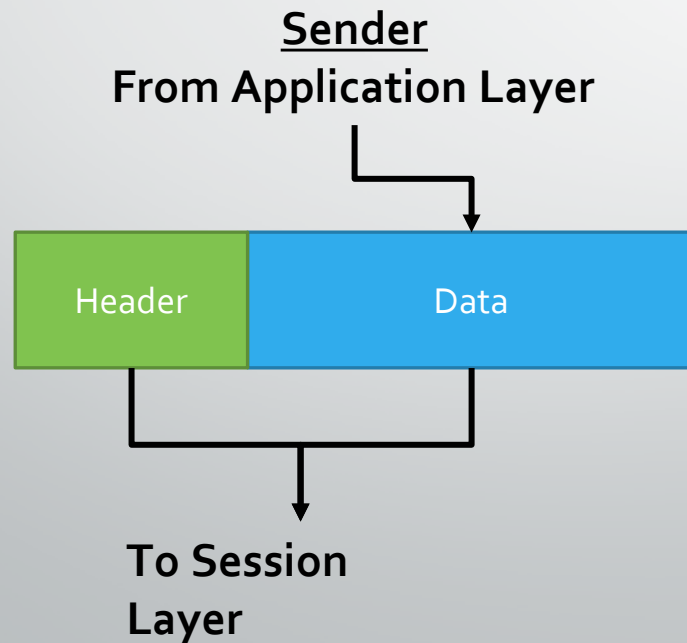 Sender
From Application Layer
Header
Data
To Session
Layer